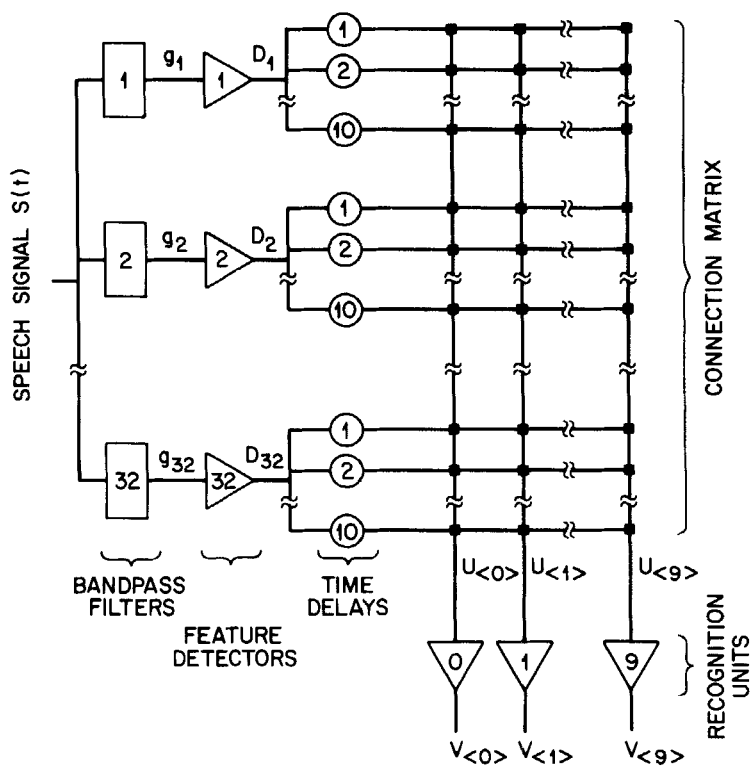 SPEECH SIGNAL S(t)
1
g1
1
D1
1
2
10
2
g2
2
D2
1
2
10
32
g32
32
D32
1
2
10
CONNECTION MATRIX
BANDPASS
FILTERS
FEATURE
DETECTORS
TIME
DELAYS
U<0>
U<1>
U<9>
0
1
9
RECOGNITION
UNITS
V<0>
V<1>
V<9>